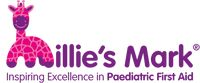 Millie's Mark®
Inspiring Excellence in Paediatric First Aid